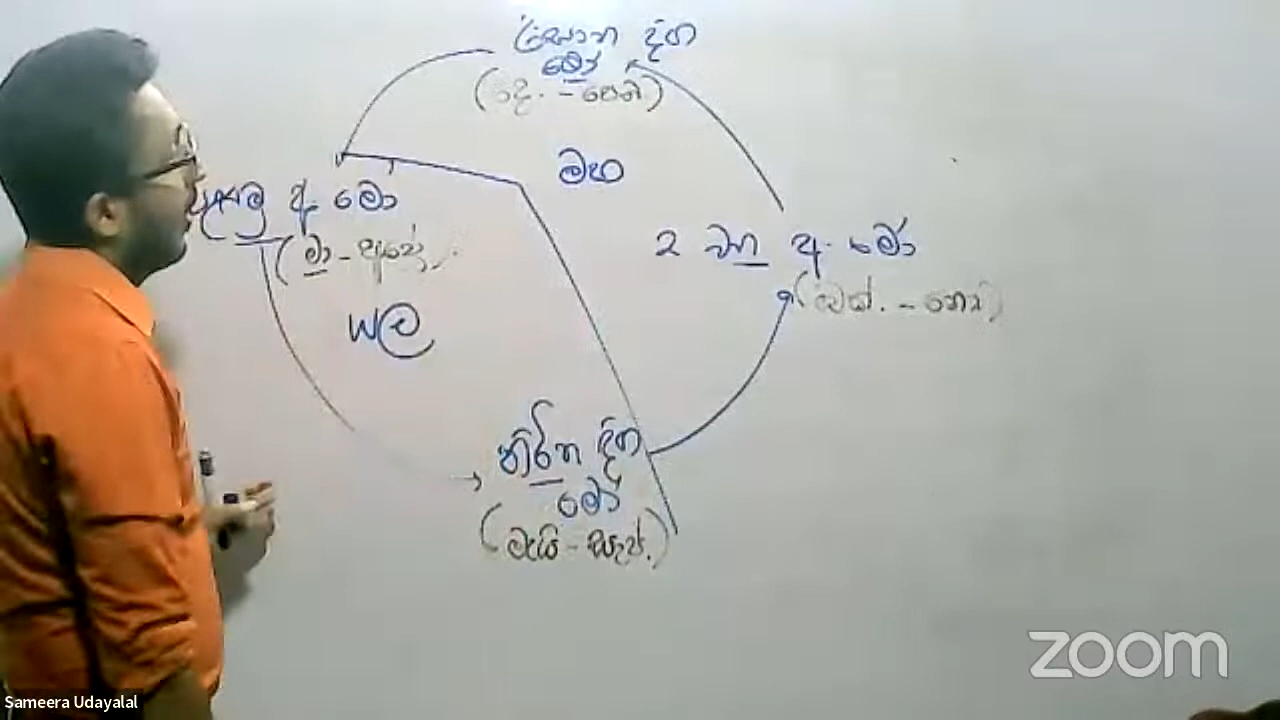 ඊසාන දිග
මෝ
(දෙ. - පෙබ)
මහ
පළමු අ. මෝ
(මා - අප්‍රේ.)
2 වන අ. මෝ
(ඔක්. - නොව)
යල
නිරිත දිග
මෝ
(මැයි - සැප්.)
zoom
Sameera Udayalal